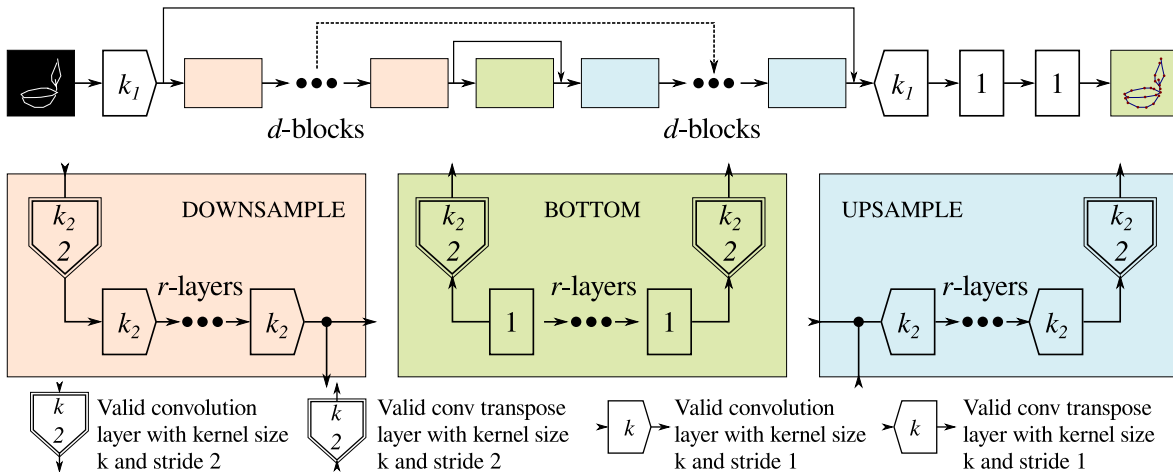 k₁ k₁ 1 1
d-blocks d-blocks
DOWNSAMPLE BOTTOM UPSAMPLE
k₂ k₂ k₂ k₂
2 2 2 2
r-layers r-layers r-layers
k₂ k₂ 1 1 k₂ k₂
k
2
Valid convolution
layer with kernel size
k and stride 2
k
2
Valid conv transpose
layer with kernel size
k and stride 2
k
Valid convolution
layer with kernel size
k and stride 1
k
Valid conv transpose
layer with kernel size
k and stride 1